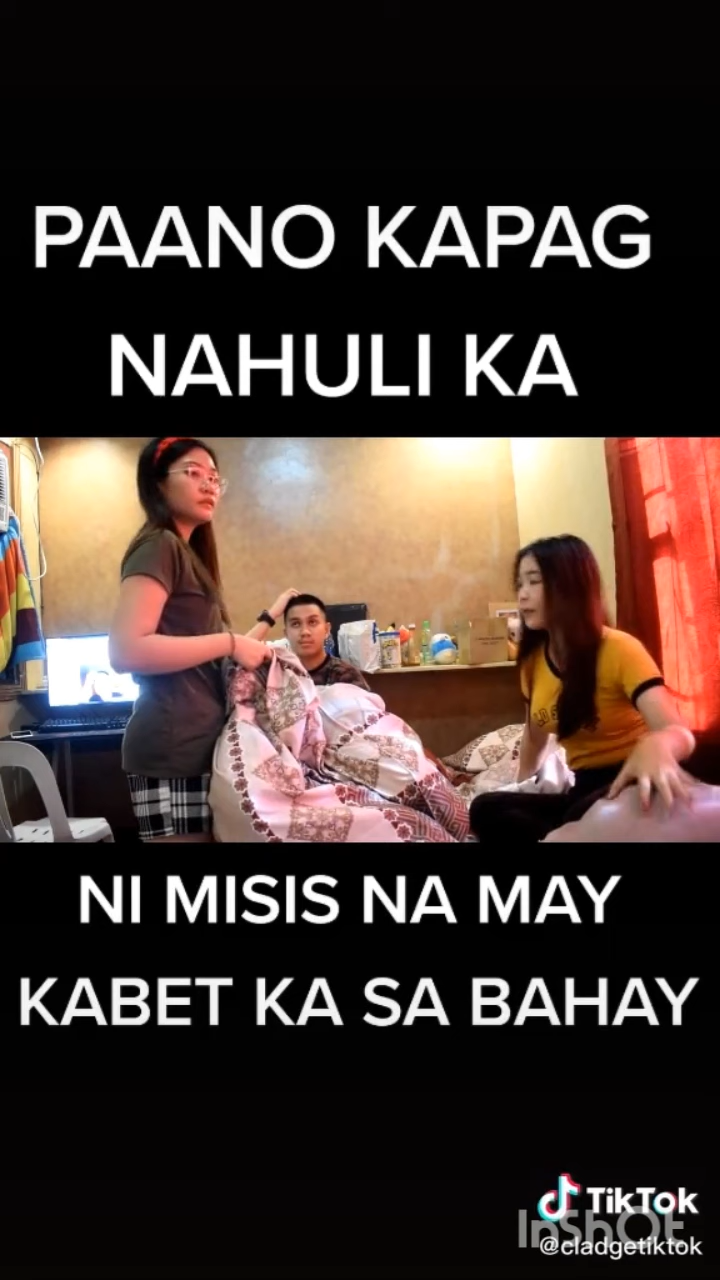 PAANO KAPAG
NAHULI KA
NI MISIS NA MAY
KABET KA SA BAHAY
TikTok
InShOt
@cladgetiktok